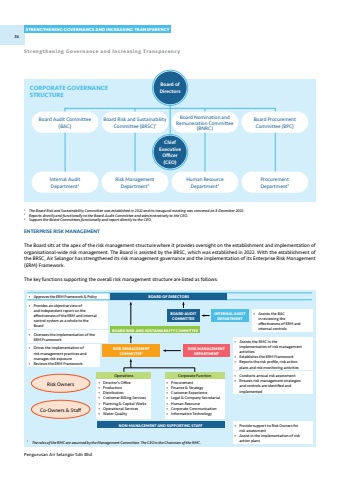 STRENGTHENING GOVERNANCE AND INCREASING TRANSPARENCY
36
Strengthening Governance and Increasing Transparency
CORPORATE GOVERNANCE
STRUCTURE
Board of
Directors
Board Audit Committee
(BAC)
Board Risk and Sustainability
Committee (BRSC)¹
Board Nomination and
Remuneration Committee
(BNRC)
Board Procurement
Committee (BPC)
Chief
Executive
Officer
(CEO)
Internal Audit
Department²
Risk Management
Department³
Human Resource
Department³
Procurement
Department³
The Board Risk and Sustainability Committee was established in 2022 and its inaugural meeting was convened on 8 December 2022.
Reports directly and functionally to the Board Audit Committee and administratively to the CEO.
Support the Board Committees functionally and report directly to the CEO.
ENTERPRISE RISK MANAGEMENT
The Board sits at the apex of the risk management structure where it provides oversight on the establishment and implementation of
organisational-wide risk management. The Board is assisted by the BRSC, which was established in 2022. With the establishment of
the BRSC, Air Selangor has strengthened its risk management governance and the implementation of the Enterprise Risk Management
(ERM) Framework.
The key functions supporting the overall risk management structure are listed as follows:
• Approves the ERM Framework & Policy
BOARD OF DIRECTORS
• Provides an objective view of
and independent report on the
effectiveness of the ERM and internal
control system as a whole to the
Board
BOARD AUDIT
COMMITTEE
INTERNAL AUDIT
DEPARTMENT
• Assists the BAC
in reviewing the
effectiveness of ERM and
internal controls
• Oversees the implementation of the
ERM Framework
BOARD RISK AND SUSTAINABILITY COMMITTEE
• Drives the implementation of
risk management practices and
manages risk exposure
• Reviews the ERM Framework
RISK MANAGEMENT
COMMITTEE¹
RISK MANAGEMENT
DEPARTMENT
• Assists the BRC in the
implementation of risk management
activities
• Establishes the ERM Framework
• Reports the risk profile, risk action
plans and risk monitoring activities
Risk Owners
Operations
• Director's Office
• Production
• Distribution
• Customer Billing Services
• Planning & Capital Works
• Operational Services
• Water Quality
Corporate Function
• Procurement
• Finance & Strategy
• Customer Experience
• Legal & Company Secretarial
• Human Resource
• Corporate Communication
• Information Technology
• Conducts annual risk assessment
• Ensures risk management strategies
and controls are identified and
implemented
Co-Owners & Staff
NON-MANAGEMENT AND SUPPORTING STAFF
• Provide support to Risk Owners for
risk assessment
• Assist in the implementation of risk
action plans
The roles of the RMC are assumed by the Management Committee. The CEO is the Chairman of the RMC.
Pengurusan Air Selangor Sdn Bhd